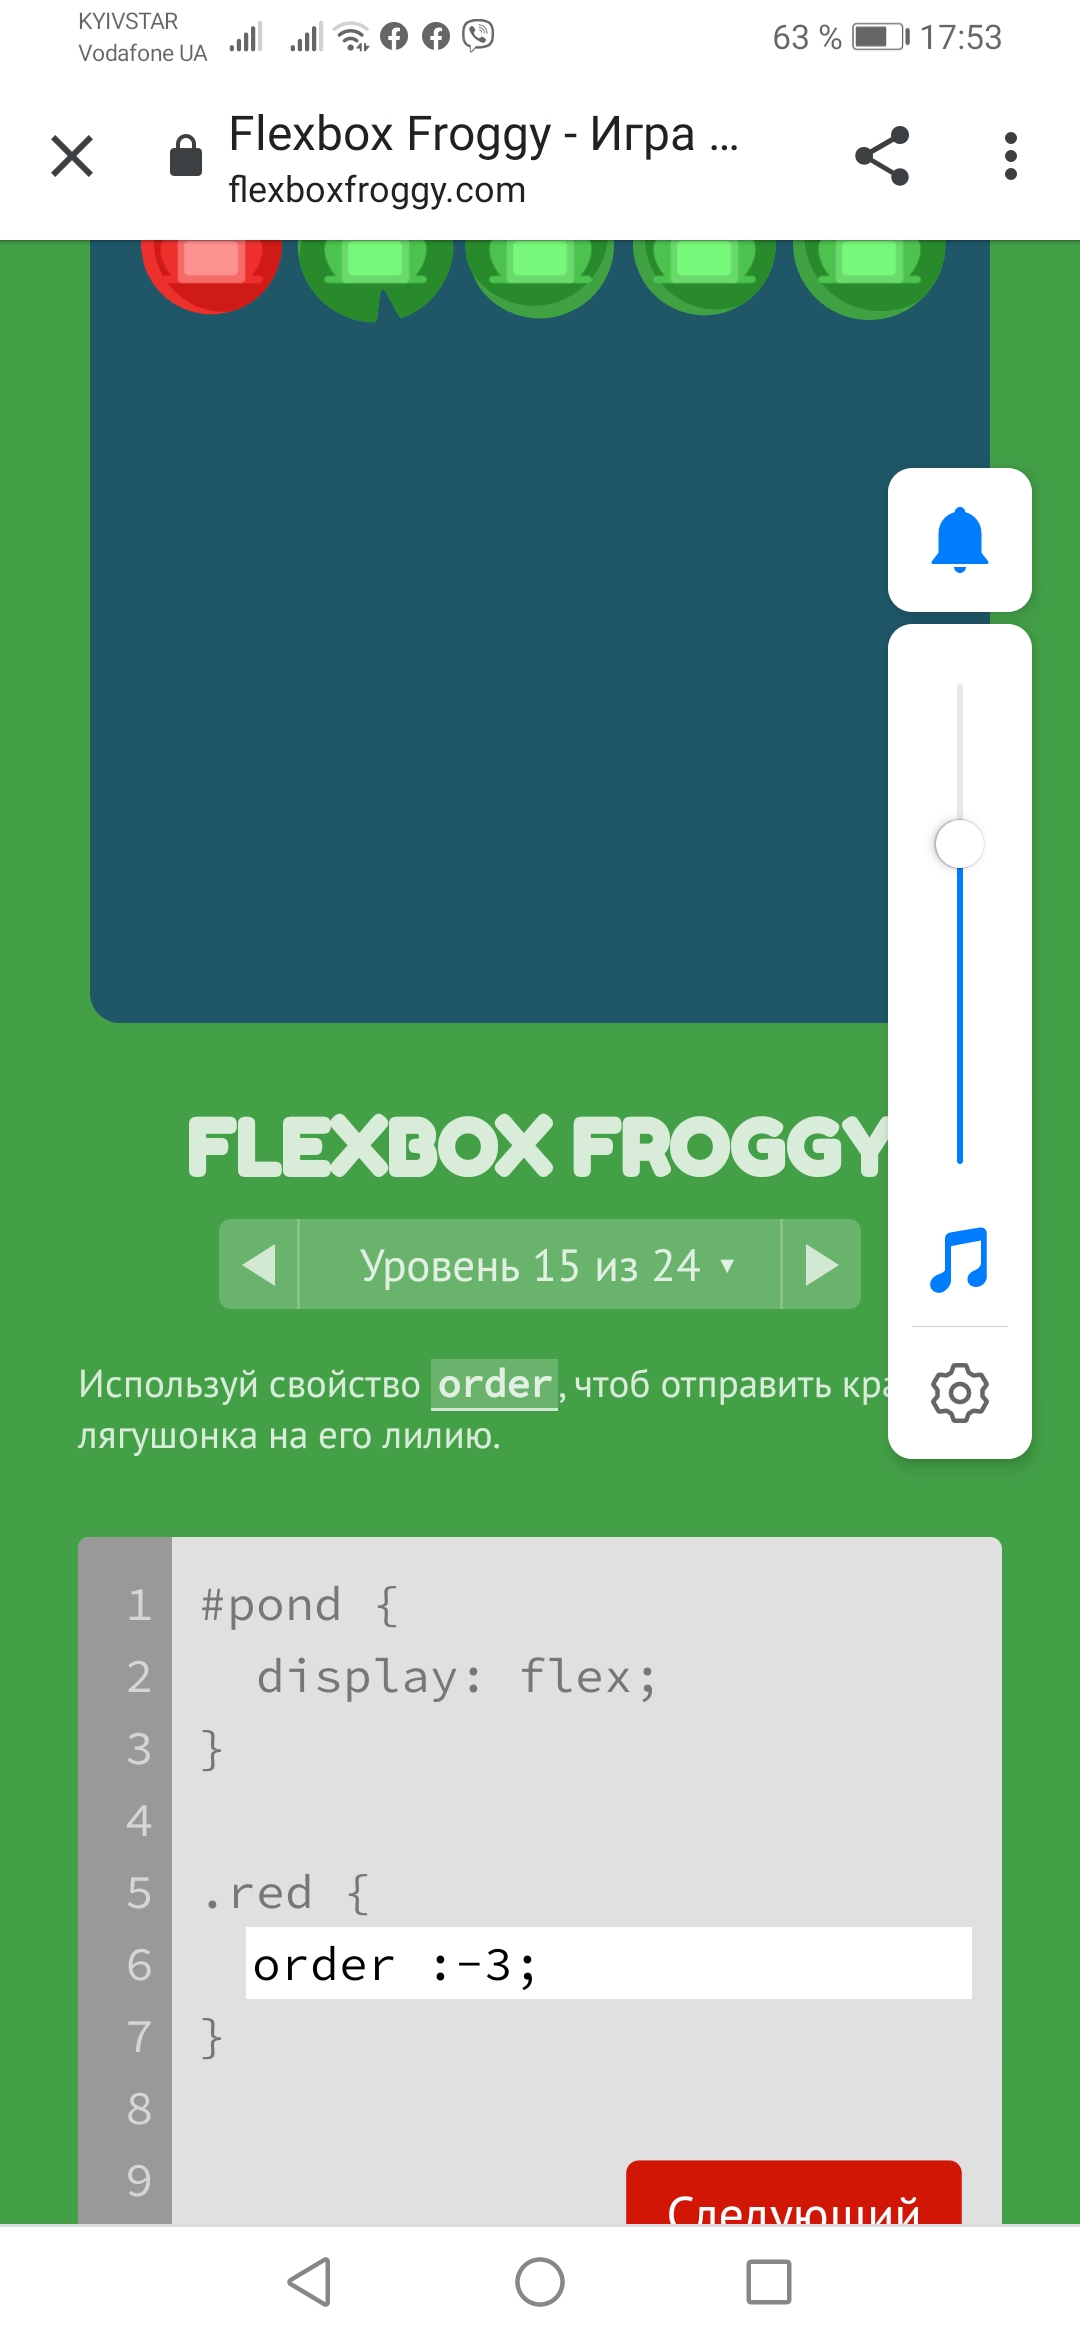 KYIVSTAR
Vodafone UA
63 %
17:53
Flexbox Froggy - Игра ...
flexboxfroggy.com
FLEXBOX FROGGY
Уровень 15 из 24 ▾
Используй свойство order, чтоб отправить
лягушонка на его лилию.
1 #pond {
2 display: flex;
3 }
4
5 .red {
6 order :-3;
7 }
8
9
Следующий